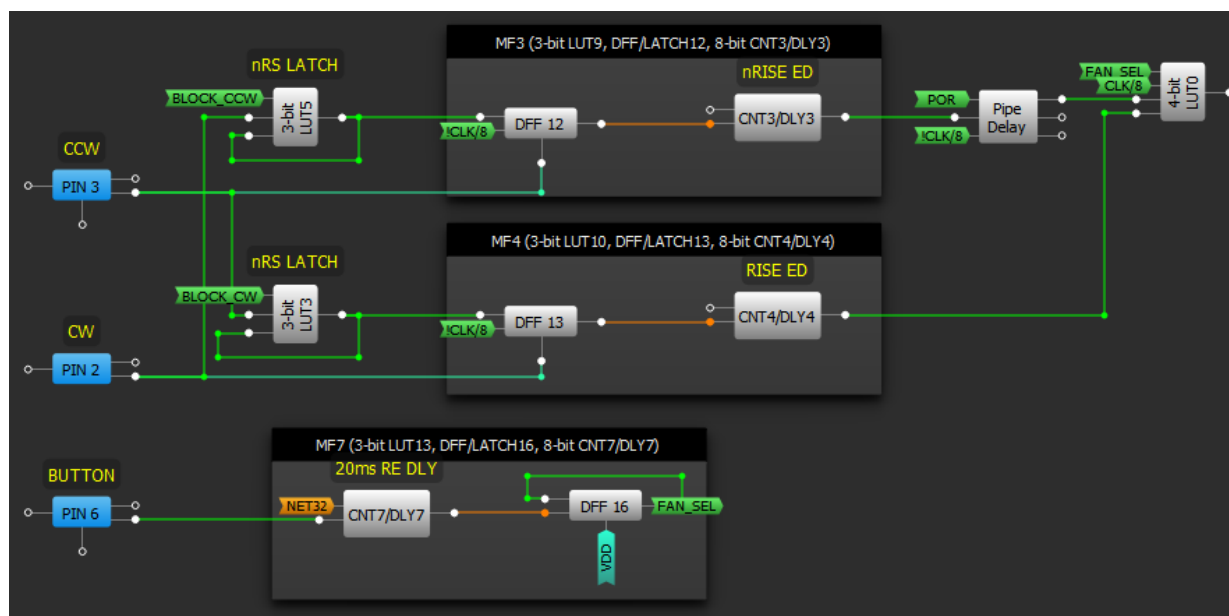 MF3 (3-bit LUT9, DFF/LATCH12, 8-bit CNT3/DLY3)
nRS LATCH
nRISE ED
FAN_SEL
BLOCK_CCW
3-bit
LUT5
CLK/8
4-bit
LUT0
POR
Pipe
Delay
DFF 12
CNT3/DLY3
!CLK/8
!CLK/8
CCW
PIN 3
MF4 (3-bit LUT10, DFF/LATCH13, 8-bit CNT4/DLY4)
nRS LATCH
RISE ED
BLOCK_CW
3-bit
LUT3
DFF 13
CNT4/DLY4
!CLK/8
CW
PIN 2
MF7 (3-bit LUT13, DFF/LATCH16, 8-bit CNT7/DLY7)
20ms RE DLY
BUTTON
NET32
PIN 6
CNT7/DLY7
DFF 16
FAN_SEL
VDD